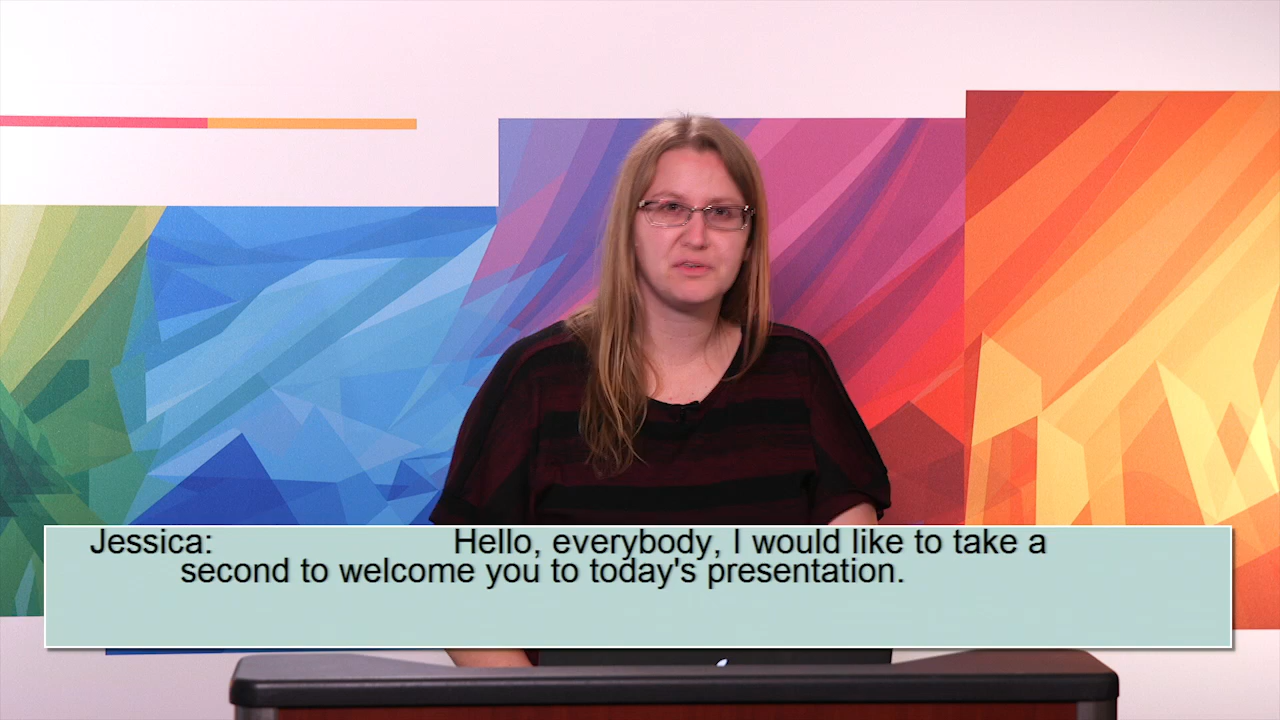 Jessica: Hello, everybody, I would like to take a
second to welcome you to today's presentation.